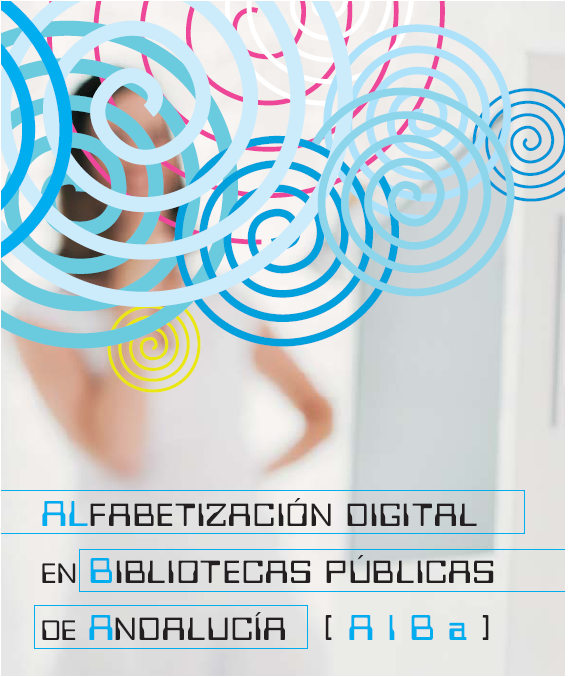 ALFABETIZACIÓN DIGITAL
EN BIBLIOTECAS PÚBLICAS
DE ANDALUCÍA [ A l B a ]